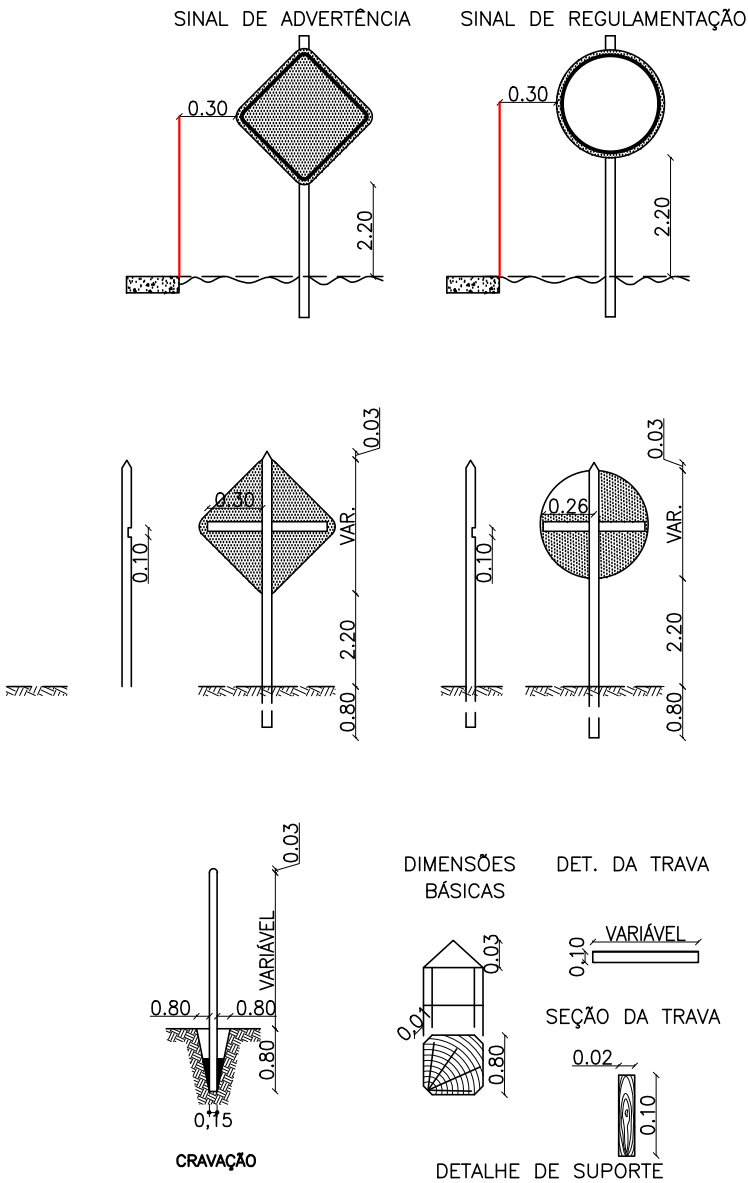 SINAL DE ADVERTÊNCIA
SINAL DE REGULAMENTAÇÃO
0.30
0.30
2.20
2.20
0.03
0.03
0.30
VAR.
0.26
VAR.
0.10
0.10
2.20
2.20
0.80
0.80
0.03
DIMENSÕES
BÁSICAS
DET. DA TRAVA
VARIÁVEL
VARIÁVEL
0.03
0.10
0.80
0.80
0.01
SEÇÃO DA TRAVA
0.80
0.80
0.02
0,15
0.10
CRAVAÇÃO
DETALHE DE SUPORTE